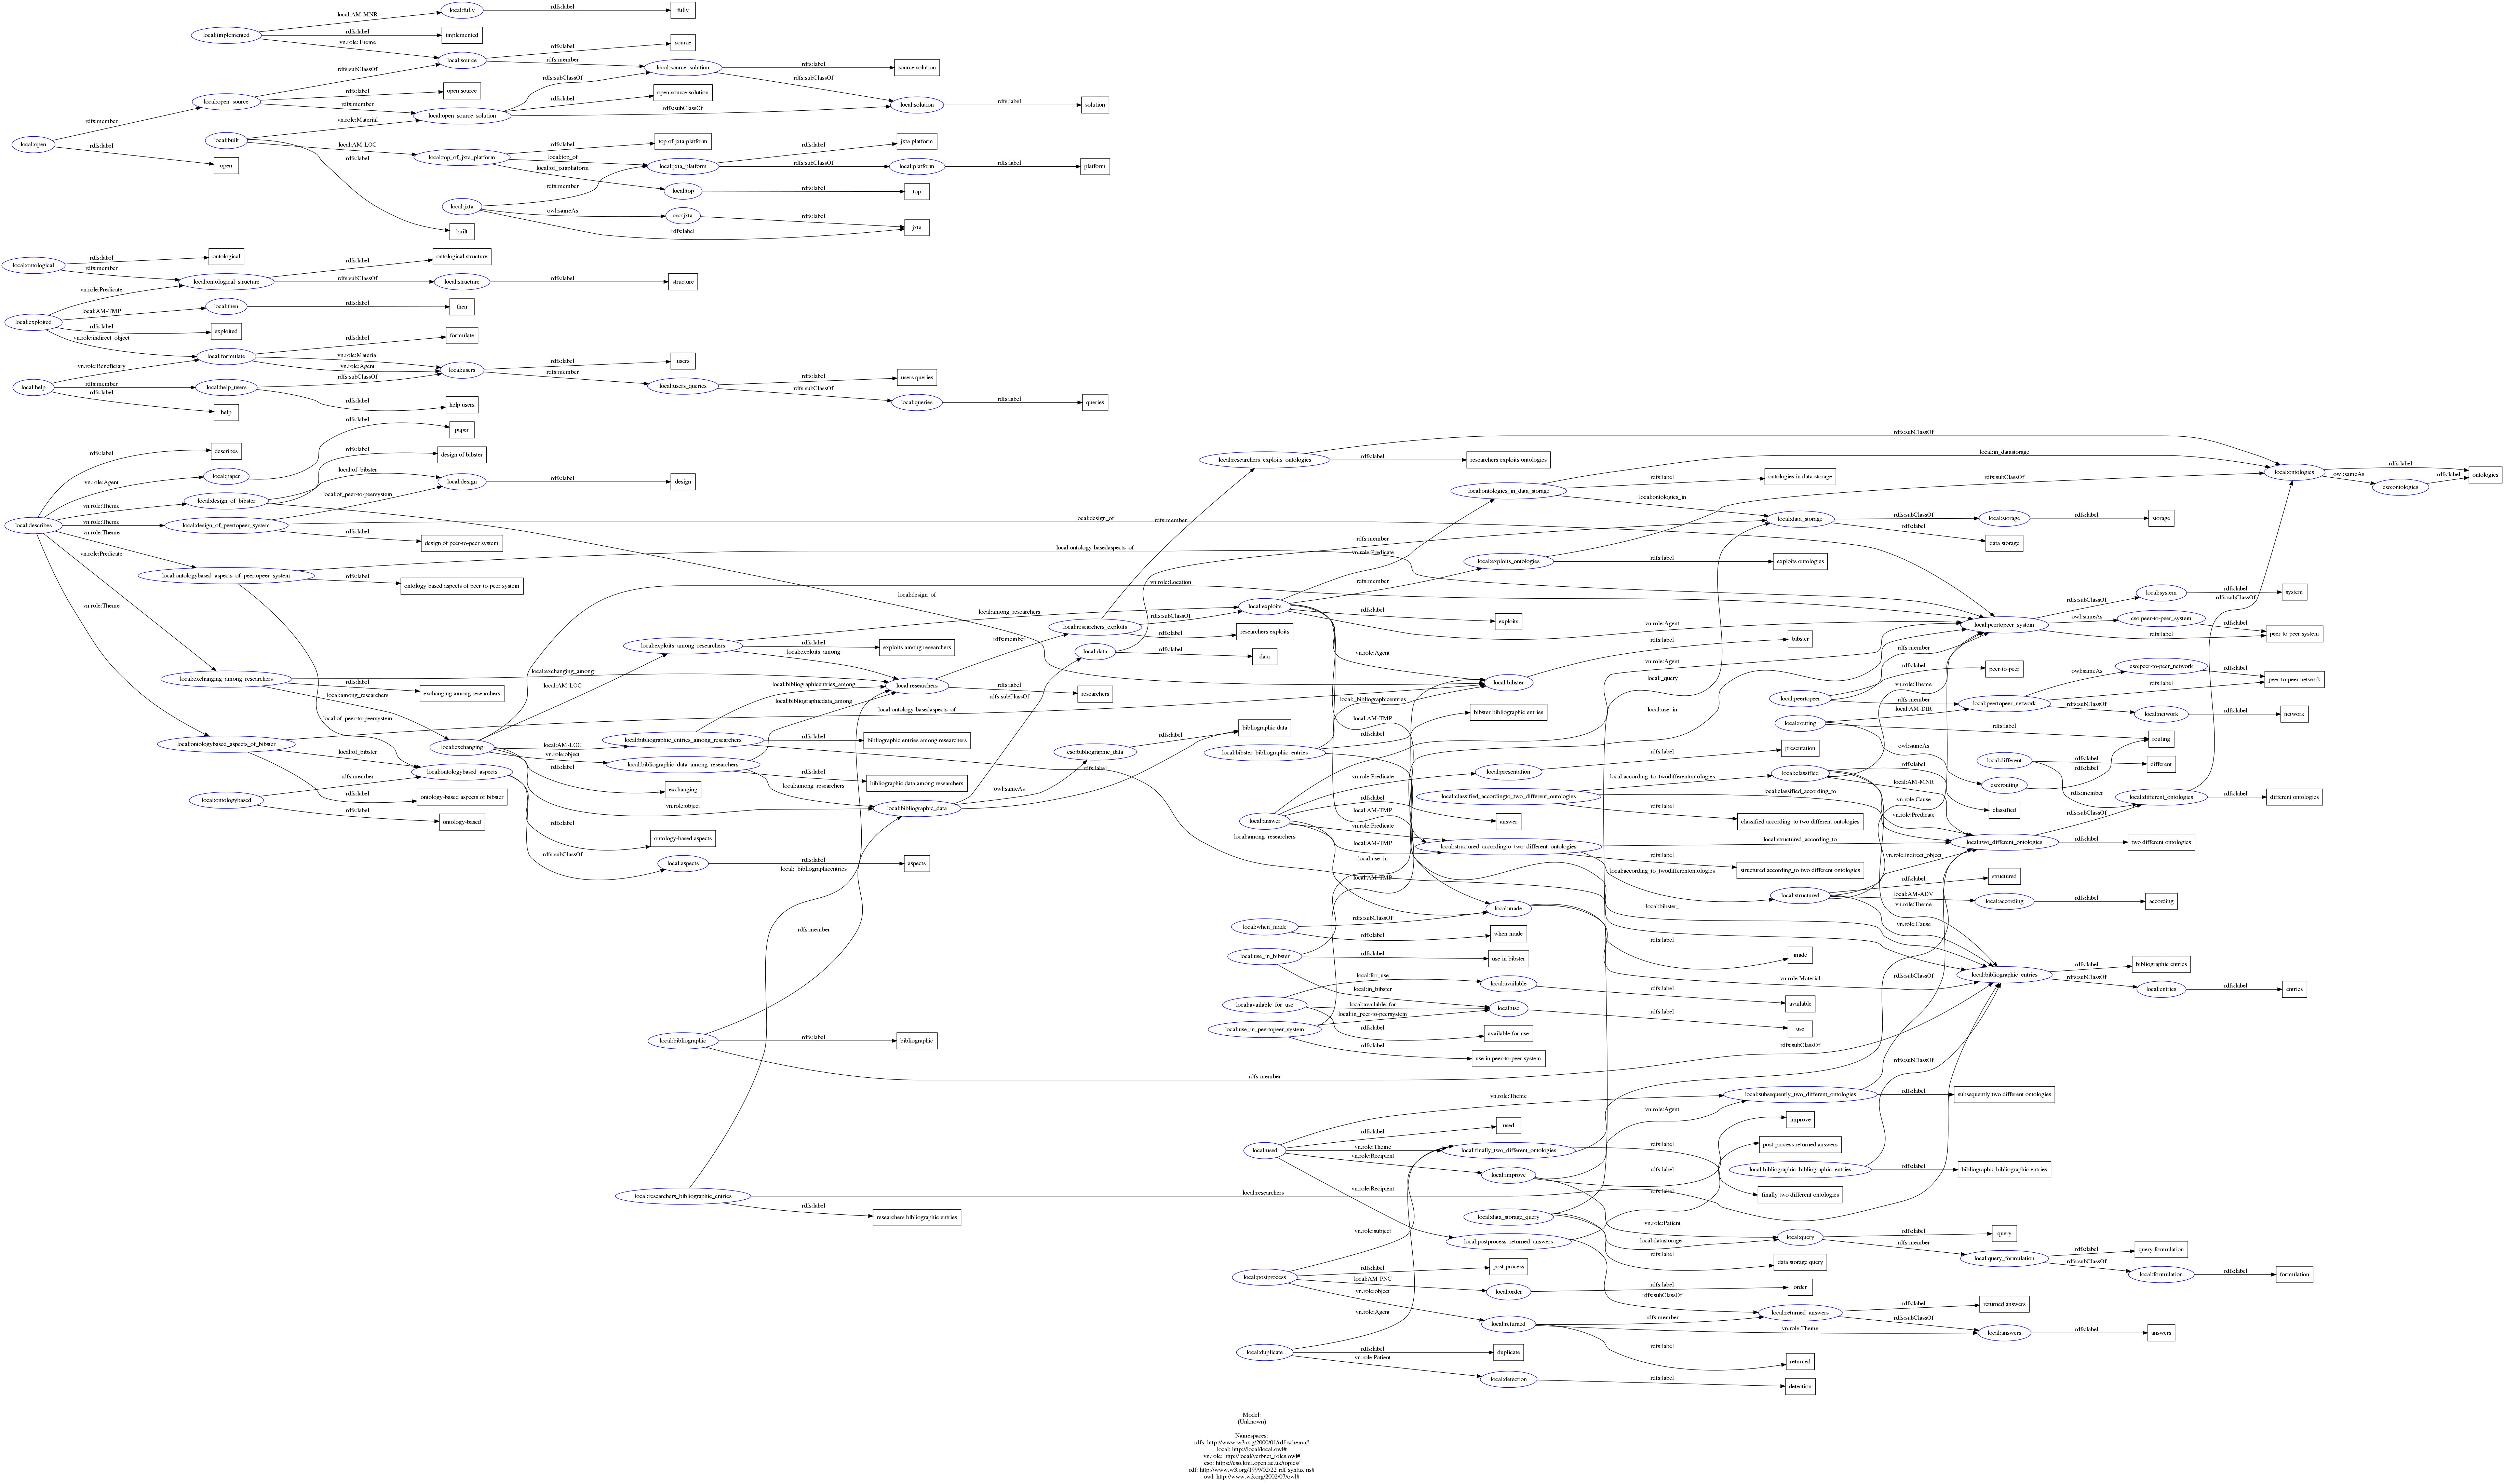 local:AM-MNR
local:fully
rdfs:label
fully
local:implemented
rdfs:label
implemented
vn.role:Theme
local:source
rdfs:label
source
rdfs:subClassOf
rdfs:member
local:source_solution
rdfs:label
source solution
local:open_source
rdfs:label
open source
rdfs:subClassOf
rdfs:label
open source solution
rdfs:subClassOf
local:solution
rdfs:label
solution
rdfs:member
rdfs:member
local:open_source_solution
rdfs:subClassOf
local:open
rdfs:label
open
vn.role:Material
local:built
local:AM-LOC
rdfs:label
built
local:top_of_jxta_platform
rdfs:label
top of jxta platform
local:top_of
local:jxta_platform
rdfs:label
jxta platform
rdfs:subClassOf
local:platform
rdfs:label
platform
local:of_jxtaplatform
local:top
rdfs:label
top
rdfs:member
local:jxta
owl:sameAs
cso:jxta
rdfs:label
jxta
rdfs:label
local:ontological
rdfs:label
ontological
rdfs:member
local:ontological_structure
rdfs:label
ontological structure
rdfs:subClassOf
local:structure
rdfs:label
structure
vn.role:Predicate
local:exploited
local:AM-TMP
local:then
rdfs:label
then
rdfs:label
exploited
vn.role:indirect_object
local:formulate
rdfs:label
formulate
vn.role:Material
vn.role:Agent
local:users
rdfs:label
users
rdfs:member
local:users_queries
rdfs:label
users queries
rdfs:subClassOf
local:queries
rdfs:label
queries
vn.role:Beneficiary
local:help
rdfs:member
local:help_users
rdfs:subClassOf
rdfs:label
help users
rdfs:label
help
local:describes
rdfs:label
describes
vn.role:Agent
local:paper
rdfs:label
paper
vn.role:Theme
local:design_of_bibster
rdfs:label
design of bibster
local:of_bibster
local:design
rdfs:label
design
local:design_of
vn.role:Theme
local:design_of_peertopeer_system
local:of_peer-to-peersystem
local:design_of
rdfs:label
design of peer-to-peer system
vn.role:Theme
local:ontologybased_aspects_of_peertopeer_system
local:ontology-basedaspects_of
rdfs:label
ontology-based aspects of peer-to-peer system
local:of_peer-to-peersystem
vn.role:Predicate
local:exchanging_among_researchers
local:exchanging_among
rdfs:label
exchanging among researchers
local:among_researchers
vn.role:Theme
local:ontologybased_aspects_of_bibster
local:ontology-basedaspects_of
local:of_bibster
rdfs:label
ontology-based aspects of bibster
local:ontologybased
rdfs:member
rdfs:label
ontology-based
local:ontologybased_aspects
rdfs:label
ontology-based aspects
rdfs:subClassOf
local:aspects
rdfs:label
aspects
local:exchanging
vn.role:Location
local:AM-LOC
local:exploits_among_researchers
local:among_researchers
rdfs:label
exploits among researchers
local:exploits_among
local:AM-LOC
local:bibliographic_entries_among_researchers
local:bibliographicentries_among
rdfs:label
bibliographic entries among researchers
local:among_researchers
vn.role:object
local:bibliographic_data_among_researchers
local:bibliographicdata_among
rdfs:label
bibliographic data among researchers
local:among_researchers
rdfs:label
exchanging
vn.role:object
local:bibliographic_data
rdfs:subClassOf
owl:sameAs
cso:bibliographic_data
rdfs:label
bibliographic data
rdfs:label
local:researchers
rdfs:member
rdfs:label
researchers
local:researchers_exploits
rdfs:member
rdfs:subClassOf
rdfs:label
researchers exploits
local:data
rdfs:member
rdfs:label
data
local:researchers_exploits_ontologies
rdfs:subClassOf
rdfs:label
researchers exploits ontologies
local:exploits
vn.role:Predicate
rdfs:member
rdfs:label
exploits
vn.role:Agent
vn.role:Agent
local:AM-TMP
local:AM-TMP
local:ontologies_in_data_storage
local:in_datastorage
rdfs:label
ontologies in data storage
local:ontologies_in
local:exploits_ontologies
rdfs:subClassOf
rdfs:label
exploits ontologies
local:data_storage
rdfs:subClassOf
local:storage
rdfs:label
storage
rdfs:label
data storage
local:ontologies
rdfs:label
ontologies
owl:sameAs
cso:ontologies
rdfs:label
local:peertopeer_system
rdfs:subClassOf
local:system
rdfs:label
system
owl:sameAs
cso:peer-to-peer_system
rdfs:label
peer-to-peer system
rdfs:label
local:bibster
rdfs:label
bibster
local:bibster_bibliographic_entries
local:_bibliographicentries
rdfs:label
bibster bibliographic entries
local:bibster_
local:peertopeer
rdfs:member
rdfs:label
peer-to-peer
rdfs:member
local:peertopeer_network
owl:sameAs
cso:peer-to-peer_network
rdfs:label
peer-to-peer network
rdfs:label
rdfs:subClassOf
local:network
rdfs:label
network
local:routing
local:AM-DIR
rdfs:label
routing
owl:sameAs
cso:routing
rdfs:label
local:different
rdfs:label
different
rdfs:member
local:different_ontologies
rdfs:subClassOf
rdfs:label
different ontologies
local:answer
vn.role:Agent
vn.role:Predicate
local:presentation
rdfs:label
presentation
rdfs:label
answer
vn.role:Predicate
local:AM-TMP
local:AM-TMP
local:classified_accordingto_two_different_ontologies
local:according_to_twodifferentontologies
local:classified_according_to
rdfs:label
classified according_to two different ontologies
local:classified
vn.role:Theme
rdfs:label
classified
local:AM-MNR
vn.role:Predicate
vn.role:Theme
local:structured_accordingto_two_different_ontologies
local:structured_according_to
rdfs:label
structured according_to two different ontologies
local:according_to_twodifferentontologies
local:structured
vn.role:Cause
vn.role:indirect_object
rdfs:label
structured
local:AM-ADV
local:according
rdfs:label
according
vn.role:Cause
local:two_different_ontologies
rdfs:subClassOf
rdfs:label
two different ontologies
local:made
rdfs:label
made
vn.role:Material
local:when_made
rdfs:subClassOf
rdfs:label
when made
local:use_in_bibster
local:use_in
rdfs:label
use in bibster
local:in_bibster
local:available_for_use
local:for_use
local:available
rdfs:label
available
local:available_for
local:use
rdfs:label
use
rdfs:label
available for use
local:use_in_peertopeer_system
local:use_in
local:in_peer-to-peersystem
rdfs:label
use in peer-to-peer system
local:bibliographic_entries
rdfs:label
bibliographic entries
rdfs:subClassOf
local:entries
rdfs:label
entries
local:bibliographic
rdfs:member
rdfs:label
bibliographic
rdfs:member
local:researchers_bibliographic_entries
local:_bibliographicentries
local:researchers_
rdfs:label
researchers bibliographic entries
local:used
vn.role:Theme
local:subsequently_two_different_ontologies
rdfs:subClassOf
rdfs:label
subsequently two different ontologies
rdfs:label
used
vn.role:Theme
local:finally_two_different_ontologies
rdfs:subClassOf
rdfs:label
finally two different ontologies
vn.role:Recipient
local:improve
vn.role:Agent
rdfs:label
improve
vn.role:Patient
vn.role:Recipient
local:postprocess_returned_answers
rdfs:label
post-process returned answers
rdfs:subClassOf
local:bibliographic_bibliographic_entries
rdfs:subClassOf
rdfs:label
bibliographic bibliographic entries
local:data_storage_query
local:_query
local:datastorage_
rdfs:label
data storage query
local:query
rdfs:label
query
rdfs:member
local:query_formulation
rdfs:label
query formulation
rdfs:subClassOf
local:formulation
rdfs:label
formulation
local:postprocess
vn.role:subject
rdfs:label
post-process
local:AM-PNC
local:order
rdfs:label
order
vn.role:object
local:returned
rdfs:member
local:returned_answers
rdfs:label
returned answers
rdfs:subClassOf
vn.role:Theme
local:answers
rdfs:label
answers
rdfs:label
returned
local:duplicate
vn.role:Agent
rdfs:label
duplicate
vn.role:Patient
local:detection
rdfs:label
detection
Model:
(Unknown)
Namespaces:
rdfs: http://www.w3.org/2000/01/rdf-schema#
local: http://local/local.owl#
vn.role: http://local/verbnet_roles.owl#
cso: https://cso.kmi.open.ac.uk/topics/
rdf: http://www.w3.org/1999/02/22-rdf-syntax-ns#
owl: http://www.w3.org/2002/07/owl#